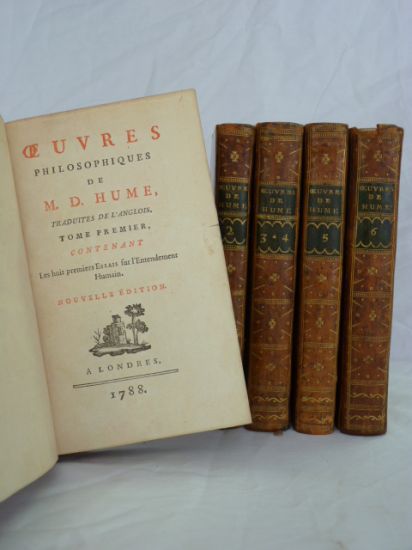 ŒUVRES
PHILOSOPHIQUES
DE
M. D. HUME,
TRADUITES DE L'ANGLOIS.
TOME PREMIER,
CONTENANT
Les huit premiers ESSAIS sur l'Entendement
Humain.
NOUVELLE ÉDITION.
A LONDRES.
1788.
ŒUVRES
DE
HUME
2
ŒUVRES
DE
HUME
3·4
ŒUVRES
DE
HUME
5
ŒUVRES
DE
HUME
6